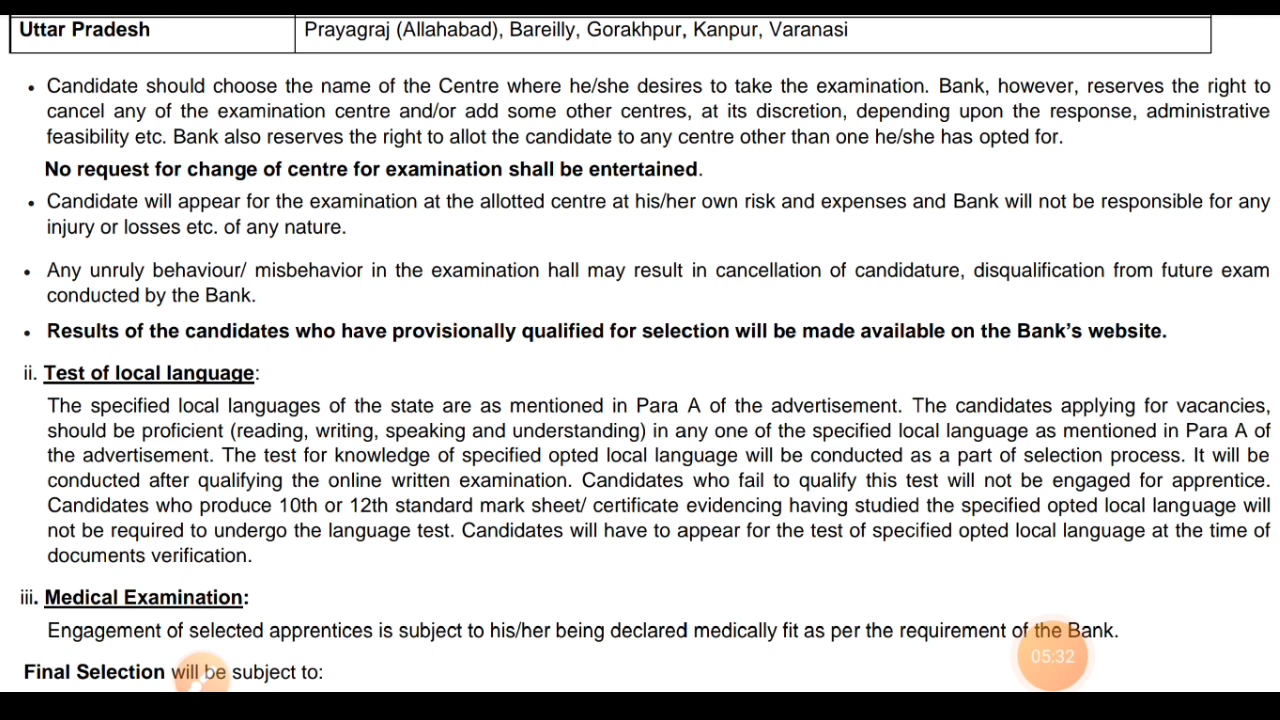 Uttar Pradesh Prayagraj (Allahabad), Bareilly, Gorakhpur, Kanpur, Varanasi
• Candidate should choose the name of the Centre where he/she desires to take the examination. Bank, however, reserves the right to
cancel any of the examination centre and/or add some other centres, at its discretion, depending upon the response, administrative
feasibility etc. Bank also reserves the right to allot the candidate to any centre other than one he/she has opted for.
No request for change of centre for examination shall be entertained.
• Candidate will appear for the examination at the allotted centre at his/her own risk and expenses and Bank will not be responsible for any
injury or losses etc. of any nature.
• Any unruly behaviour/ misbehavior in the examination hall may result in cancellation of candidature, disqualification from future exam
conducted by the Bank.
• Results of the candidates who have provisionally qualified for selection will be made available on the Bank's website.
ii. Test of local language:
The specified local languages of the state are as mentioned in Para A of the advertisement. The candidates applying for vacancies,
should be proficient (reading, writing, speaking and understanding) in any one of the specified local language as mentioned in Para A of
the advertisement. The test for knowledge of specified opted local language will be conducted as a part of selection process. It will be
conducted after qualifying the online written examination. Candidates who fail to qualify this test will not be engaged for apprentice.
Candidates who produce 10th or 12th standard mark sheet/ certificate evidencing having studied the specified opted local language will
not be required to undergo the language test. Candidates will have to appear for the test of specified opted local language at the time of
documents verification.
iii. Medical Examination:
Engagement of selected apprentices is subject to his/her being declared medically fit as per the requirement of the Bank.
05:32
Final Selection will be subject to: